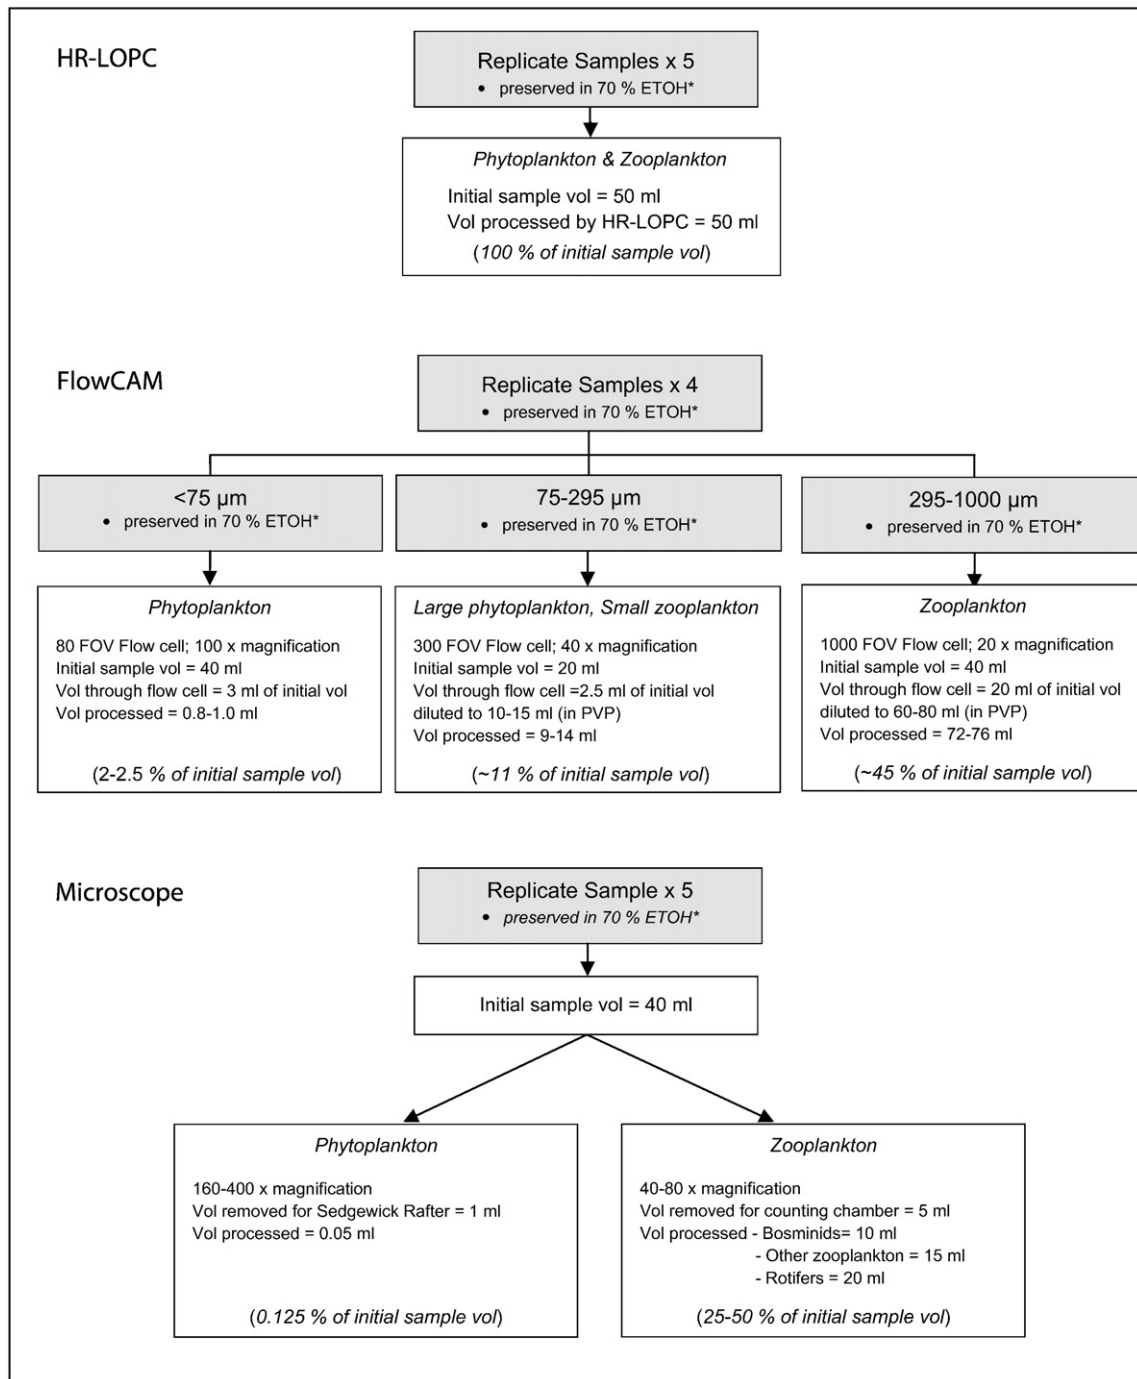 HR-LOPC
Replicate Samples x 5
• preserved in 70 % ETOH*
Phytoplankton & Zooplankton
Initial sample vol = 50 ml
Vol processed by HR-LOPC = 50 ml
(100 % of initial sample vol)
FlowCAM
Replicate Samples x 4
• preserved in 70 % ETOH*
<75 µm
• preserved in 70 % ETOH*
Phytoplankton
80 FOV Flow cell; 100 x magnification
Initial sample vol = 40 ml
Vol through flow cell = 3 ml of initial vol
Vol processed = 0.8-1.0 ml
(2-2.5 % of initial sample vol)
75-295 µm
• preserved in 70 % ETOH*
Large phytoplankton, Small zooplankton
300 FOV Flow cell; 40 x magnification
Initial sample vol = 20 ml
Vol through flow cell =2.5 ml of initial vol
diluted to 10-15 ml (in PVP)
Vol processed = 9-14 ml
(~11 % of initial sample vol)
295-1000 µm
• preserved in 70 % ETOH*
Zooplankton
1000 FOV Flow cell; 20 x magnification
Initial sample vol = 40 ml
Vol through flow cell = 20 ml of initial vol
diluted to 60-80 ml (in PVP)
Vol processed = 72-76 ml
(~45 % of initial sample vol)
Microscope
Replicate Sample x 5
• preserved in 70 % ETOH*
Initial sample vol = 40 ml
Phytoplankton
160-400 x magnification
Vol removed for Sedgewick Rafter = 1 ml
Vol processed = 0.05 ml
(0.125 % of initial sample vol)
Zooplankton
40-80 x magnification
Vol removed for counting chamber = 5 ml
Vol processed - Bosminids= 10 ml
- Other zooplankton = 15 ml
- Rotifers = 20 ml
(25-50 % of initial sample vol)